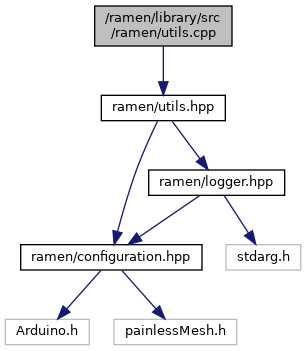 /ramen/library/src
/ramen/utils.cpp
ramen/utils.hpp
ramen/logger.hpp
ramen/configuration.hpp
stdarg.h
Arduino.h
painlessMesh.h